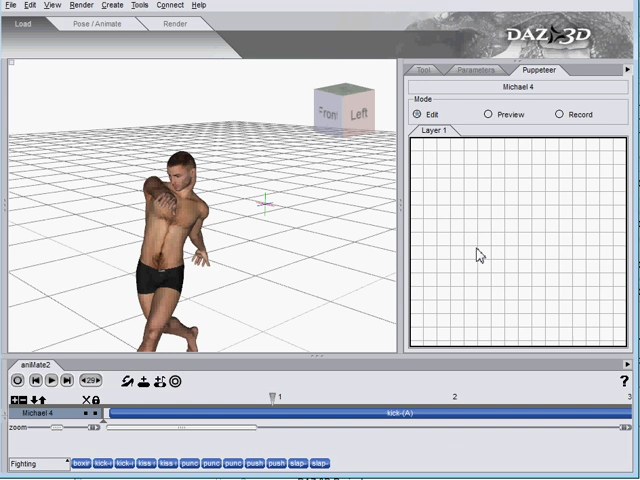 File Edit View Render Create Tools Connect Help
Load Pose / Animate Render
DAZ 3D
Tool Parameters Puppeteer
Michael 4
Mode
Edit Preview Record
Layer 1
Front Left
aniMate2
29 ?
1 2 3
Michael 4 kick-(A)
zoom
Fighting boxir kick-( kick-( kiss ( kiss ( punc punc punc push push slap- slap-